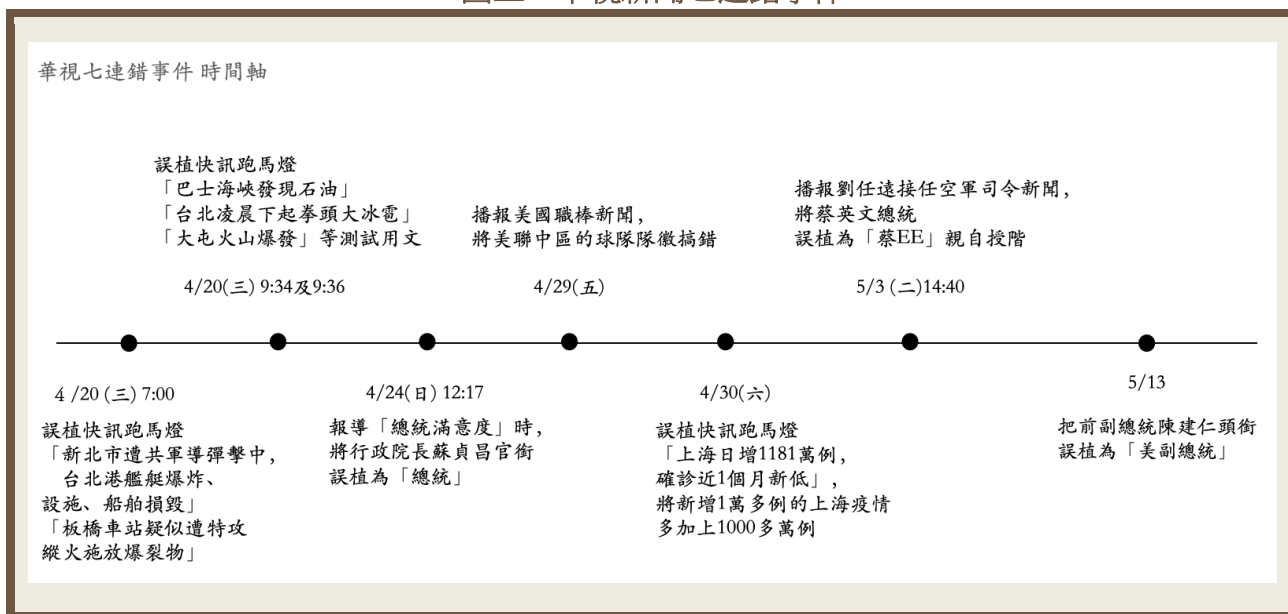 華視七連錯事件 時間軸
誤植快訊跑馬燈
「巴士海峽發現石油」
「台北凌晨下起拳頭大冰雹」
「大屯火山爆發」等測試用文
4/20(三) 9:34及9:36
播報美國職棒新聞，
將美聯中區的球隊隊徽搞錯
4/29(五)
播報劉任遠接任空軍司令新聞，
將蔡英文總統
誤植為「蔡EE」親自授階
5/3 (二)14:40
4 /20 (三) 7:00
誤植快訊跑馬燈
「新北市遭共軍導彈擊中，
台北港艦艇爆炸、
設施、船舶損毀」
「板橋車站疑似遭特攻
縱火施放爆裂物」
4/24(日) 12:17
報導「總統滿意度」時，
將行政院長蘇貞昌官銜
誤植為「總統」
4/30(六)
誤植快訊跑馬燈
「上海日增1181萬例，
確診近1個月新低」，
將新增1萬多例的上海疫情
多加上1000多萬例
5/13
把前副總統陳建仁頭銜
誤植為「美副總統」